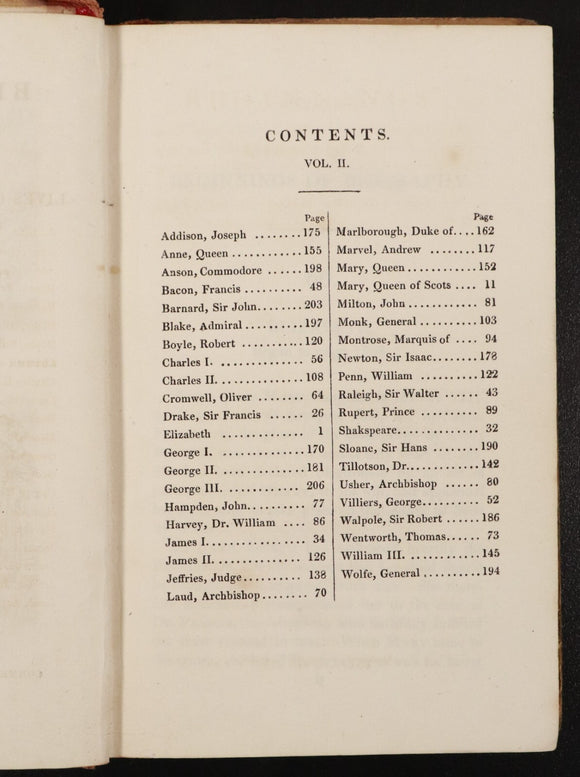 CONTENTS.
VOL. II.
Page
Addison, Joseph ........ 175
Anne, Queen ............ 155
Anson, Commodore ...... 198
Bacon, Francis .......... 48
Barnard, Sir John........ 203
Blake, Admiral........... 197
Boyle, Robert ........... 120
Charles I. .............. 56
Charles II. .............. 108
Cromwell, Oliver ........ 64
Drake, Sir Francis ...... 26
Elizabeth ............. 1
George I. .............. 170
George II. .............. 181
George III. ............ 206
Hampden, John.......... 77
Harvey, Dr. William .... 86
James I................. 34
James II. .............. 126
Jeffries, Judge.......... 138
Laud, Archbishop........ 70
Page
Marlborough, Duke of.... 162
Marvel, Andrew ........ 117
Mary, Queen ............ 152
Mary, Queen of Scots .... 11
Milton, John ........... 81
Monk, General .......... 103
Montrose, Marquis of .... 94
Newton, Sir Isaac........ 178
Penn, William .......... 122
Raleigh, Sir Walter ..... 43
Rupert, Prince ......... 89
Shakspeare.............. 32
Sloane, Sir Hans ........ 190
Tillotson, Dr............ 142
Usher, Archbishop ...... 80
Villiers, George.......... 52
Walpole, Sir Robert ...... 186
Wentworth, Thomas...... 73
William III. ............ 145
Wolfe, General .......... 194